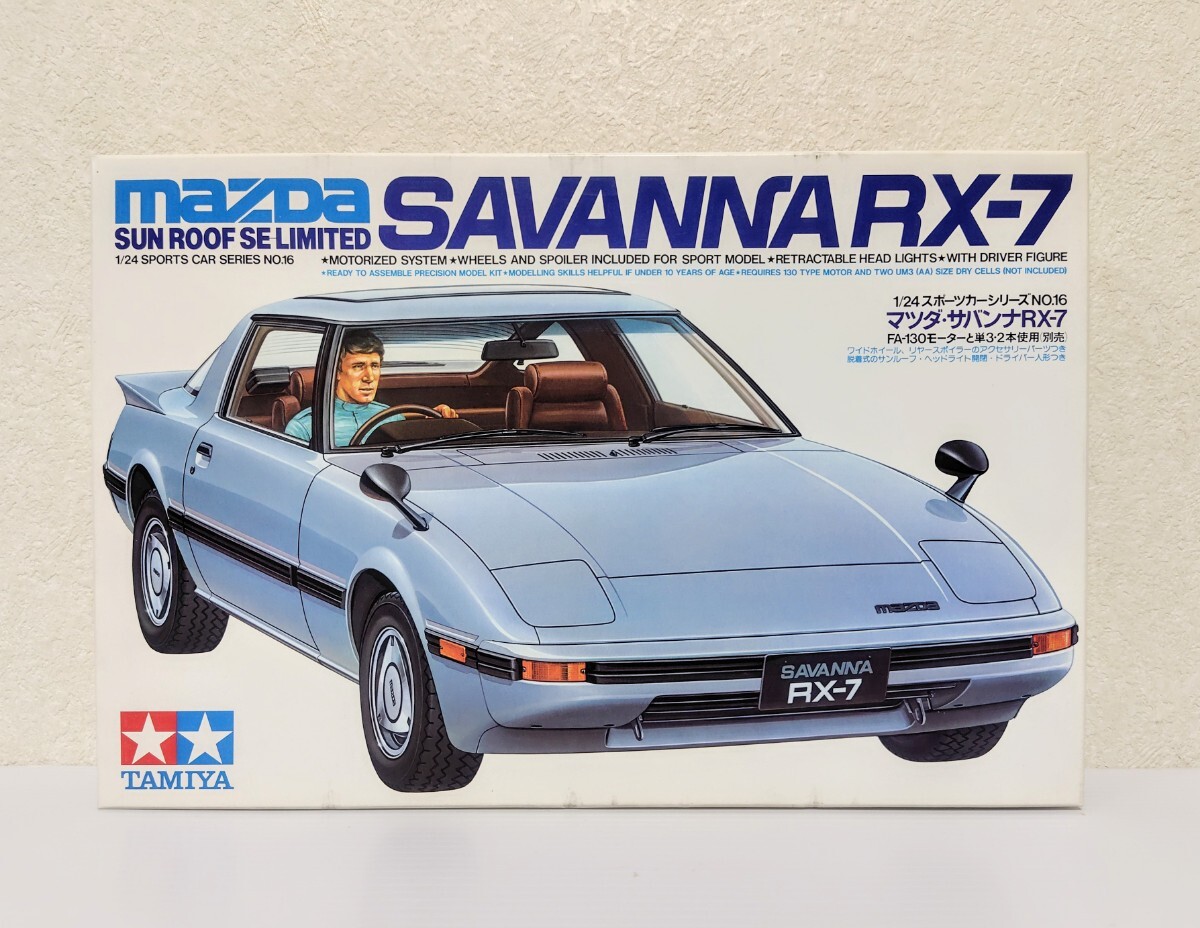 mazda SAVANNA RX-7
SUN ROOF SE-LIMITED
1/24 SPORTS CAR SERIES NO.16 ★MOTORIZED SYSTEM★WHEELS AND SPOILER INCLUDED FOR SPORT MODEL★RETRACTABLE HEAD LIGHTS★WITH DRIVER FIGURE
★READY TO ASSEMBLE PRECISION MODEL KIT★MODELLING SKILLS HELPFUL IF UNDER 10 YEARS OF AGE★REQUIRES 130 TYPE MOTOR AND TWO UM3 (AA) SIZE DRY CELLS (NOT INCLUDED)
1/24スポーツカーシリーズNO.16
マツダ・サバンナRX-7
FA-130モーターと単3・2本使用(別売)
ワイドホイール、リヤースポイラーのアクセサリーパーツつき
脱着式のサンルーフ・ヘッドライト開閉・ドライバー人形つき
mazda
SAVANNA
RX-7
TAMIYA